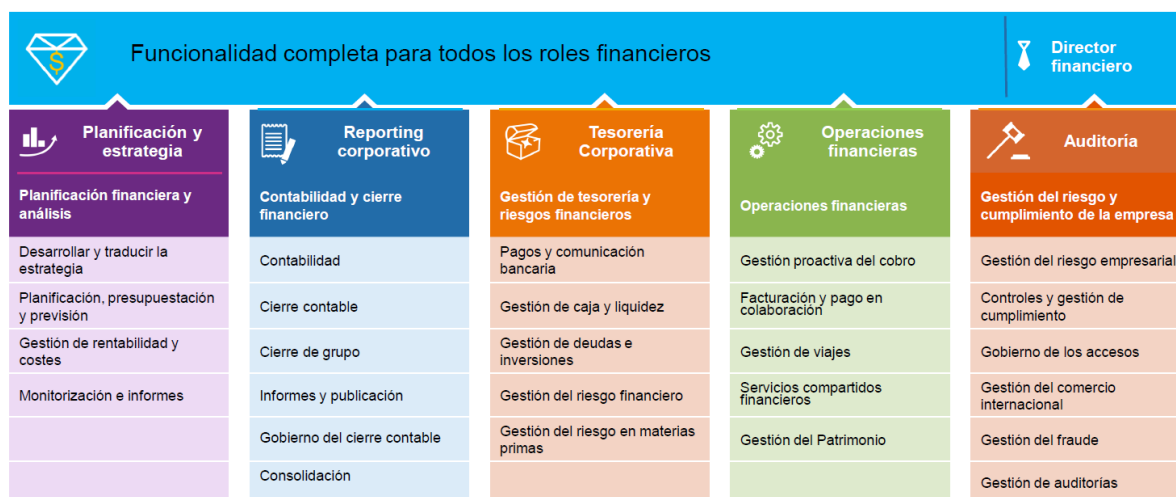 Funcionalidad completa para todos los roles financieros
Director
financiero
Planificación y
estrategia
Planificación financiera y
análisis
Desarrollar y traducir la
estrategia
Planificación, presupuestación
y previsión
Gestión de rentabilidad y
costes
Monitorización e informes
Reporting
corporativo
Contabilidad y cierre
financiero
Contabilidad
Cierre contable
Cierre de grupo
Informes y publicación
Gobierno del cierre contable
Consolidación
Tesorería
Corporativa
Gestión de tesorería y
riesgos financieros
Pagos y comunicación
bancaria
Gestión de caja y liquidez
Gestión de deudas e
inversiones
Gestión del riesgo financiero
Gestión del riesgo en materias
primas
Operaciones
financieras
Operaciones financieras
Gestión proactiva del cobro
Facturación y pago en
colaboración
Gestión de viajes
Servicios compartidos
financieros
Gestión del Patrimonio
Auditoría
Gestión del riesgo y
cumplimiento de la empresa
Gestión del riesgo empresarial
Controles y gestión de
cumplimiento
Gobierno de los accesos
Gestión del comercio
internacional
Gestión del fraude
Gestión de auditorías